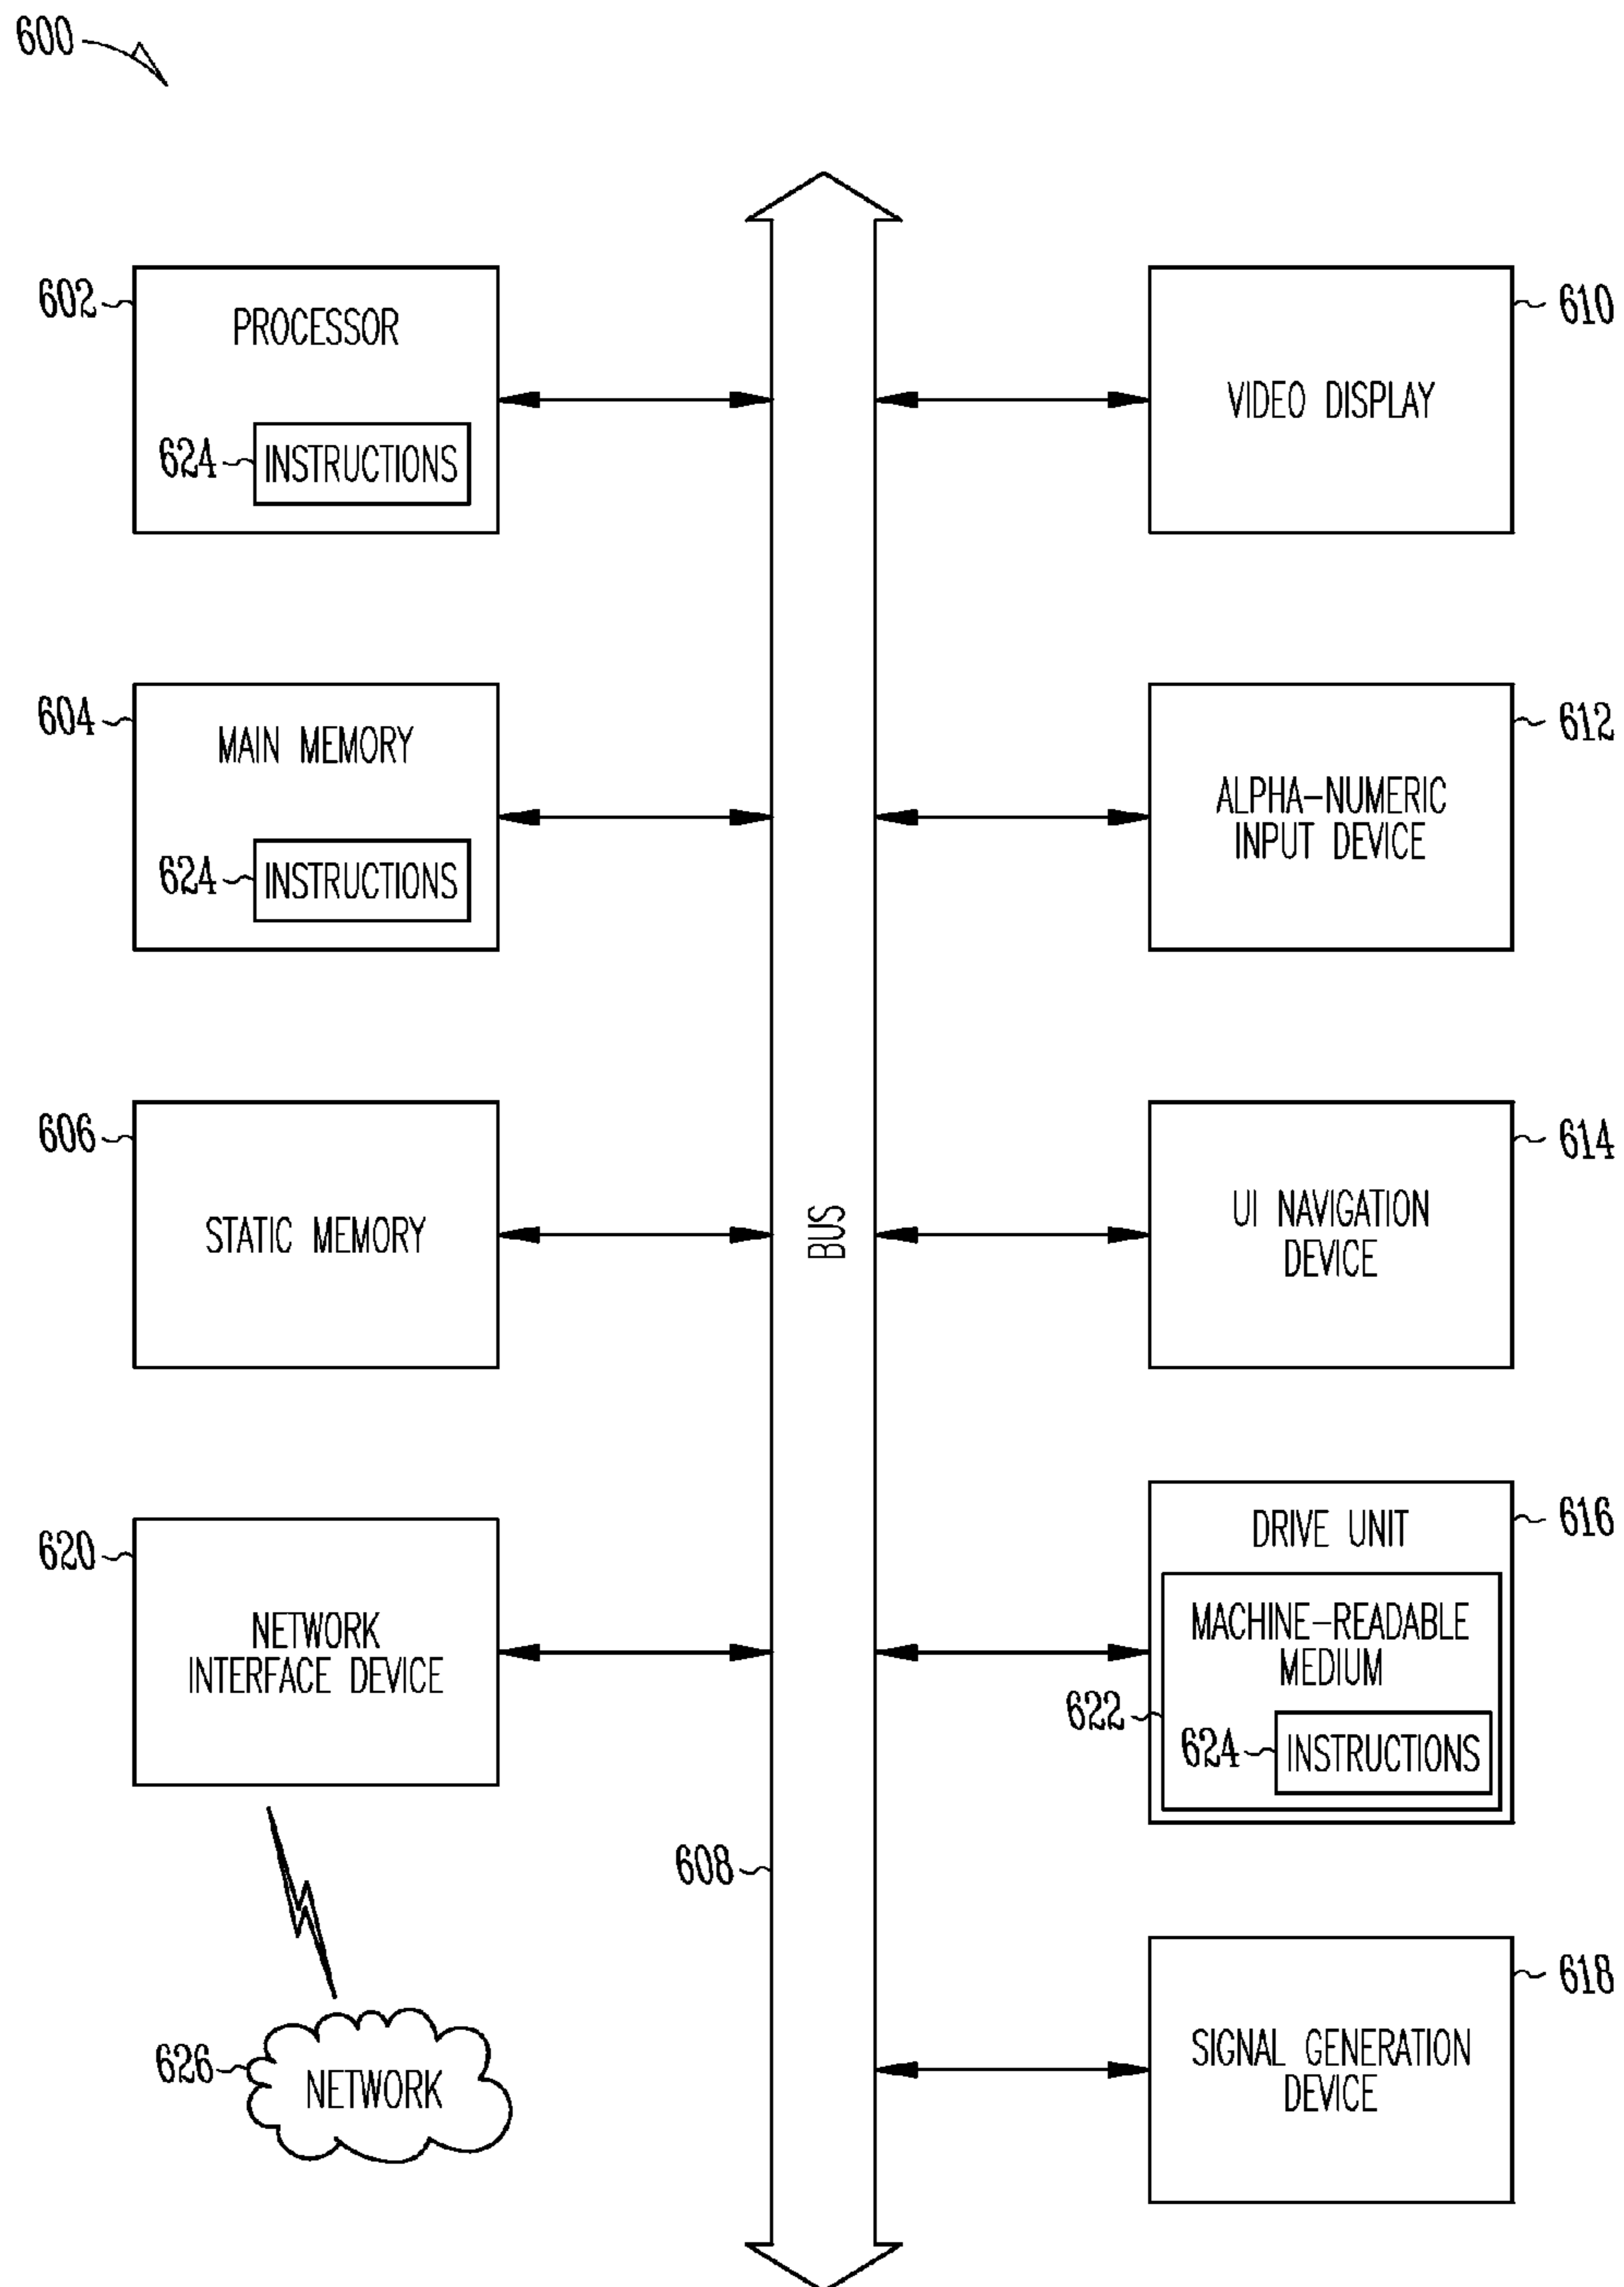 600
602
PROCESSOR
624
INSTRUCTIONS
604
MAIN MEMORY
624
INSTRUCTIONS
606
STATIC MEMORY
620
NETWORK
INTERFACE DEVICE
626
NETWORK
BUS
608
610
VIDEO DISPLAY
612
ALPHA-NUMERIC
INPUT DEVICE
614
UI NAVIGATION
DEVICE
616
DRIVE UNIT
MACHINE-READABLE
MEDIUM
622
624
INSTRUCTIONS
618
SIGNAL GENERATION
DEVICE